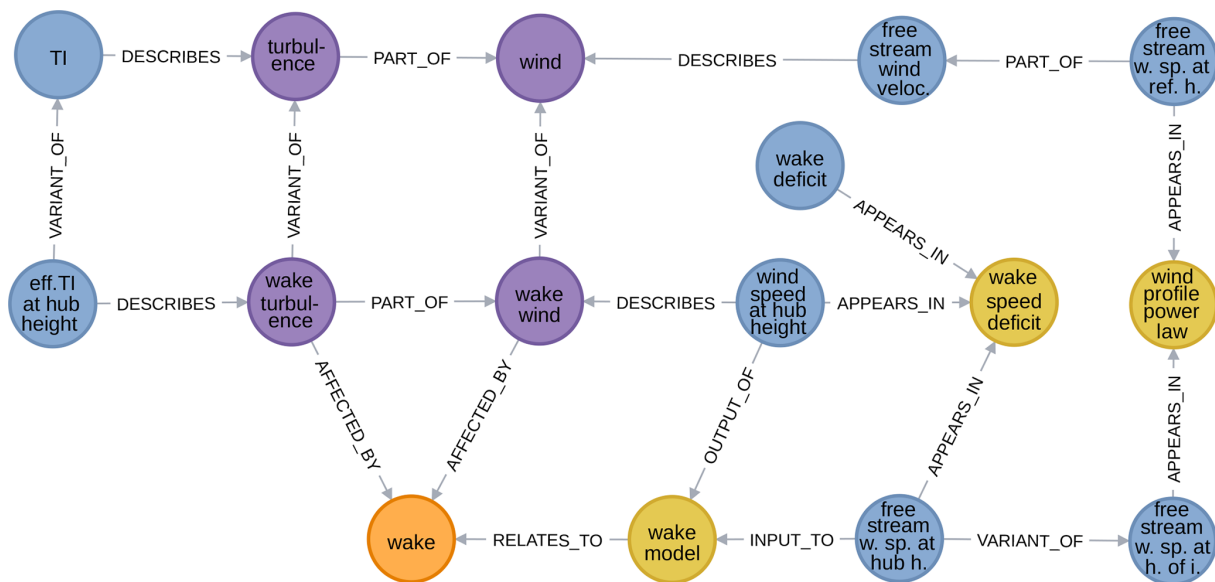 TI
DESCRIBES
turbul-
ence
PART_OF
wind
DESCRIBES
free
stream
wind
veloc.
PART_OF
free
stream
w. sp. at
ref. h.
VARIANT_OF
VARIANT_OF
VARIANT_OF
wake
deficit
APPEARS_IN
APPEARS_IN
eff.TI
at hub
height
DESCRIBES
wake
turbul-
ence
PART_OF
wake
wind
DESCRIBES
wind
speed
at hub
height
APPEARS_IN
wake
speed
deficit
wind
profile
power
law
AFFECTED_BY
AFFECTED_BY
OUTPUT_OF
APPEARS_IN
APPEARS_IN
wake
RELATES_TO
wake
model
INPUT_TO
free
stream
w. sp. at
hub h.
VARIANT_OF
free
stream
w. sp. at
h. of i.